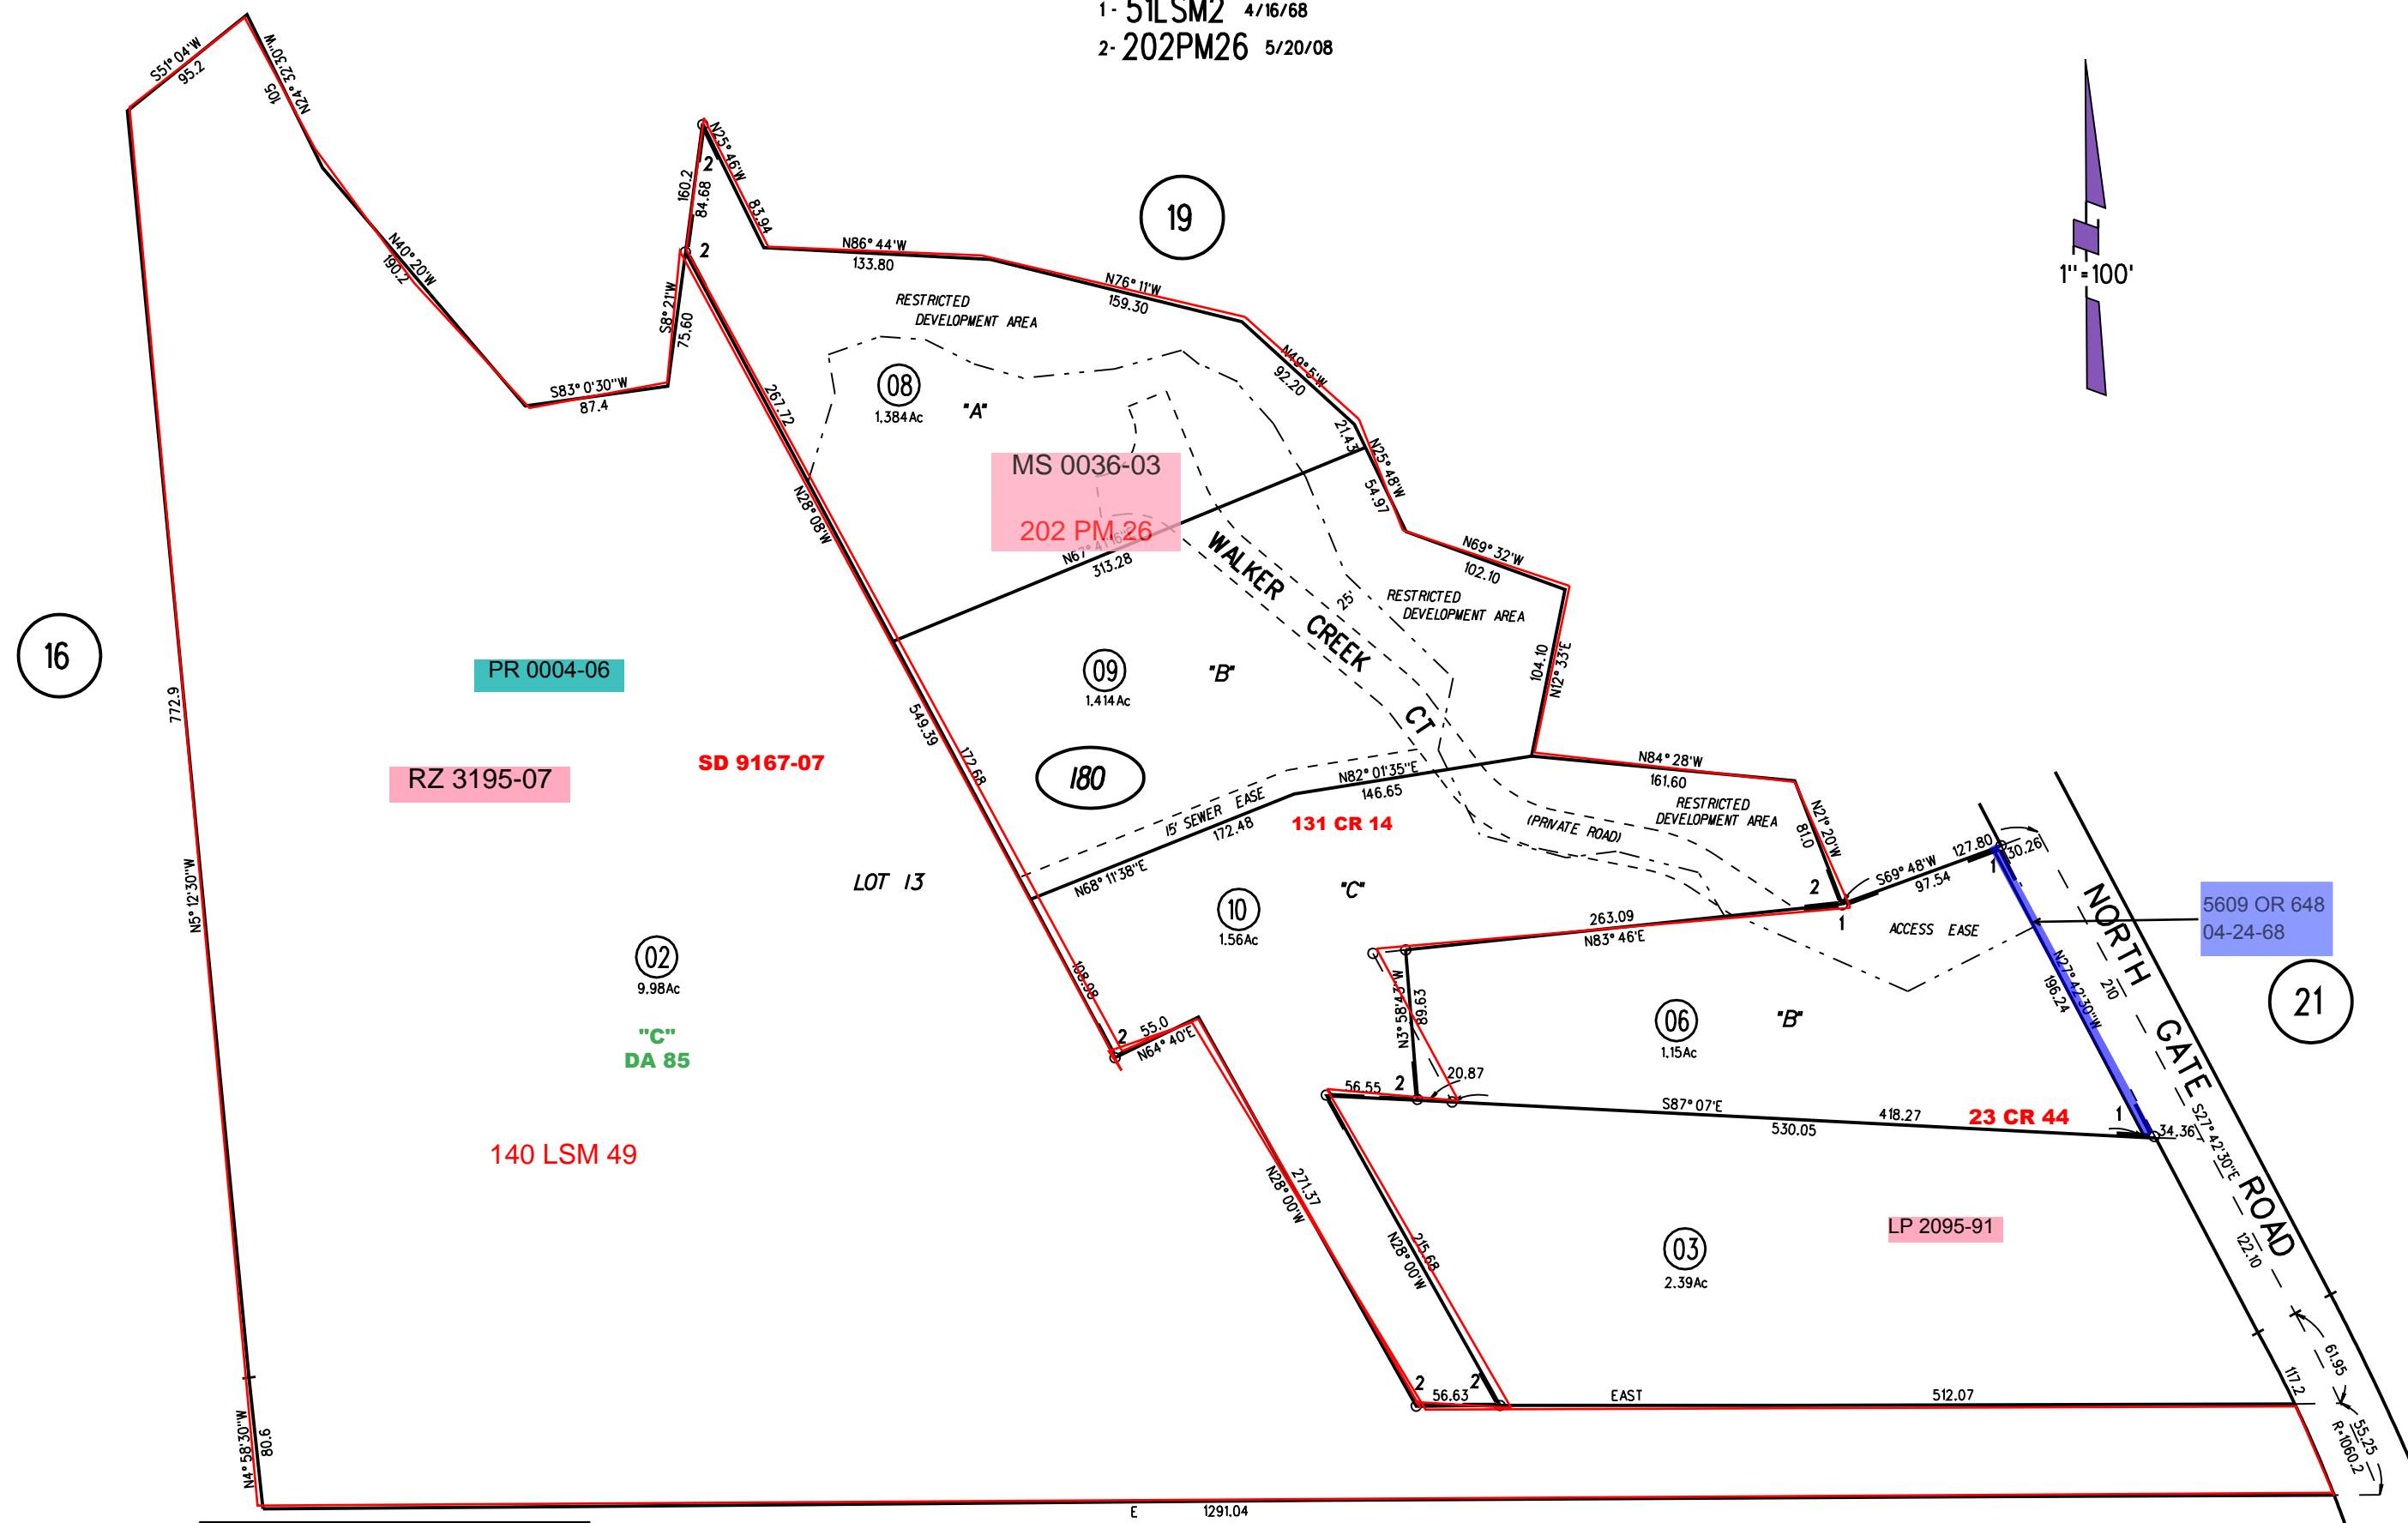 1 - 51LSM2 4/16/68
2- 202PM26 5/20/08
S51° 04'W
95.2
N24° 32'30"W
105
N40° 20'W
190.2
S83° 0'30"W
87.4
S8° 21'W
75.60
160.2
84.68
2
2
N25° 46'W
83.94
N86° 44'W
133.80
19
N76° 11'W
159.30
1"=100'
RESTRICTED
DEVELOPMENT AREA
N49° 5'W
92.20
08
1.384Ac
"A"
267.72
N28° 08'W
21.43
N25° 48'W
54.97
MS 0036-03
202 PM 26
313.28
N69° 32'W
102.10
WALKER CREEK CT
25'
RESTRICTED
DEVELOPMENT AREA
104.10
N12° 33'E
16
772.9
N5° 12'30"W
PR 0004-06
RZ 3195-07
SD 9167-07
09
1.414Ac
"B"
549.39
172.68
180
N82° 01'35"E
146.65
15' SEWER EASE
172.48
N68° 11'38"E
131 CR 14
N84° 28'W
161.60
(PRIVATE ROAD)
RESTRICTED
DEVELOPMENT AREA
N21° 20'W
81.0
127.80
30.26
S69° 48'W
97.54
1
2
1
LOT 13
"C"
10
1.56Ac
263.09
N83° 46'E
ACCESS EASE
5609 OR 648
04-24-68
NORTH GATE ROAD
N27° 42'30"W
196.24
210
21
02
9.98Ac
"C"
DA 85
108.98
2
55.0
N64° 40'E
89.63
06
1.15Ac
"B"
20.87
56.55
2
S87° 07'E
418.27
530.05
23 CR 44
1
34.36
S27° 42'30"E
140 LSM 49
271.37
N28° 00'W
215.68
N28° 00'W
03
2.39Ac
LP 2095-91
122.10
61.95
117.2
2
56.63
2
EAST
512.07
55.25
R=1060.2
N4° 58'30"W
80.6
E
1291.04